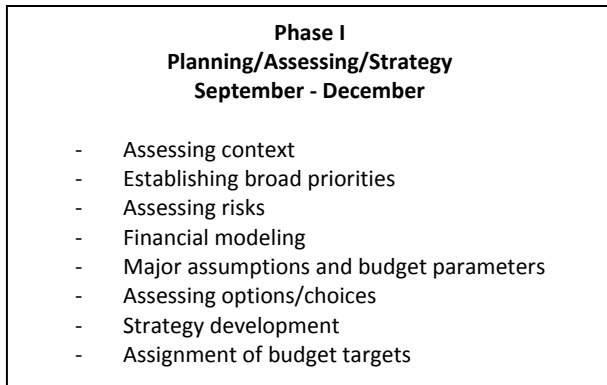 Phase I
Planning/Assessing/Strategy
September - December
- Assessing context
- Establishing broad priorities
- Assessing risks
- Financial modeling
- Major assumptions and budget parameters
- Assessing options/choices
- Strategy development
- Assignment of budget targets